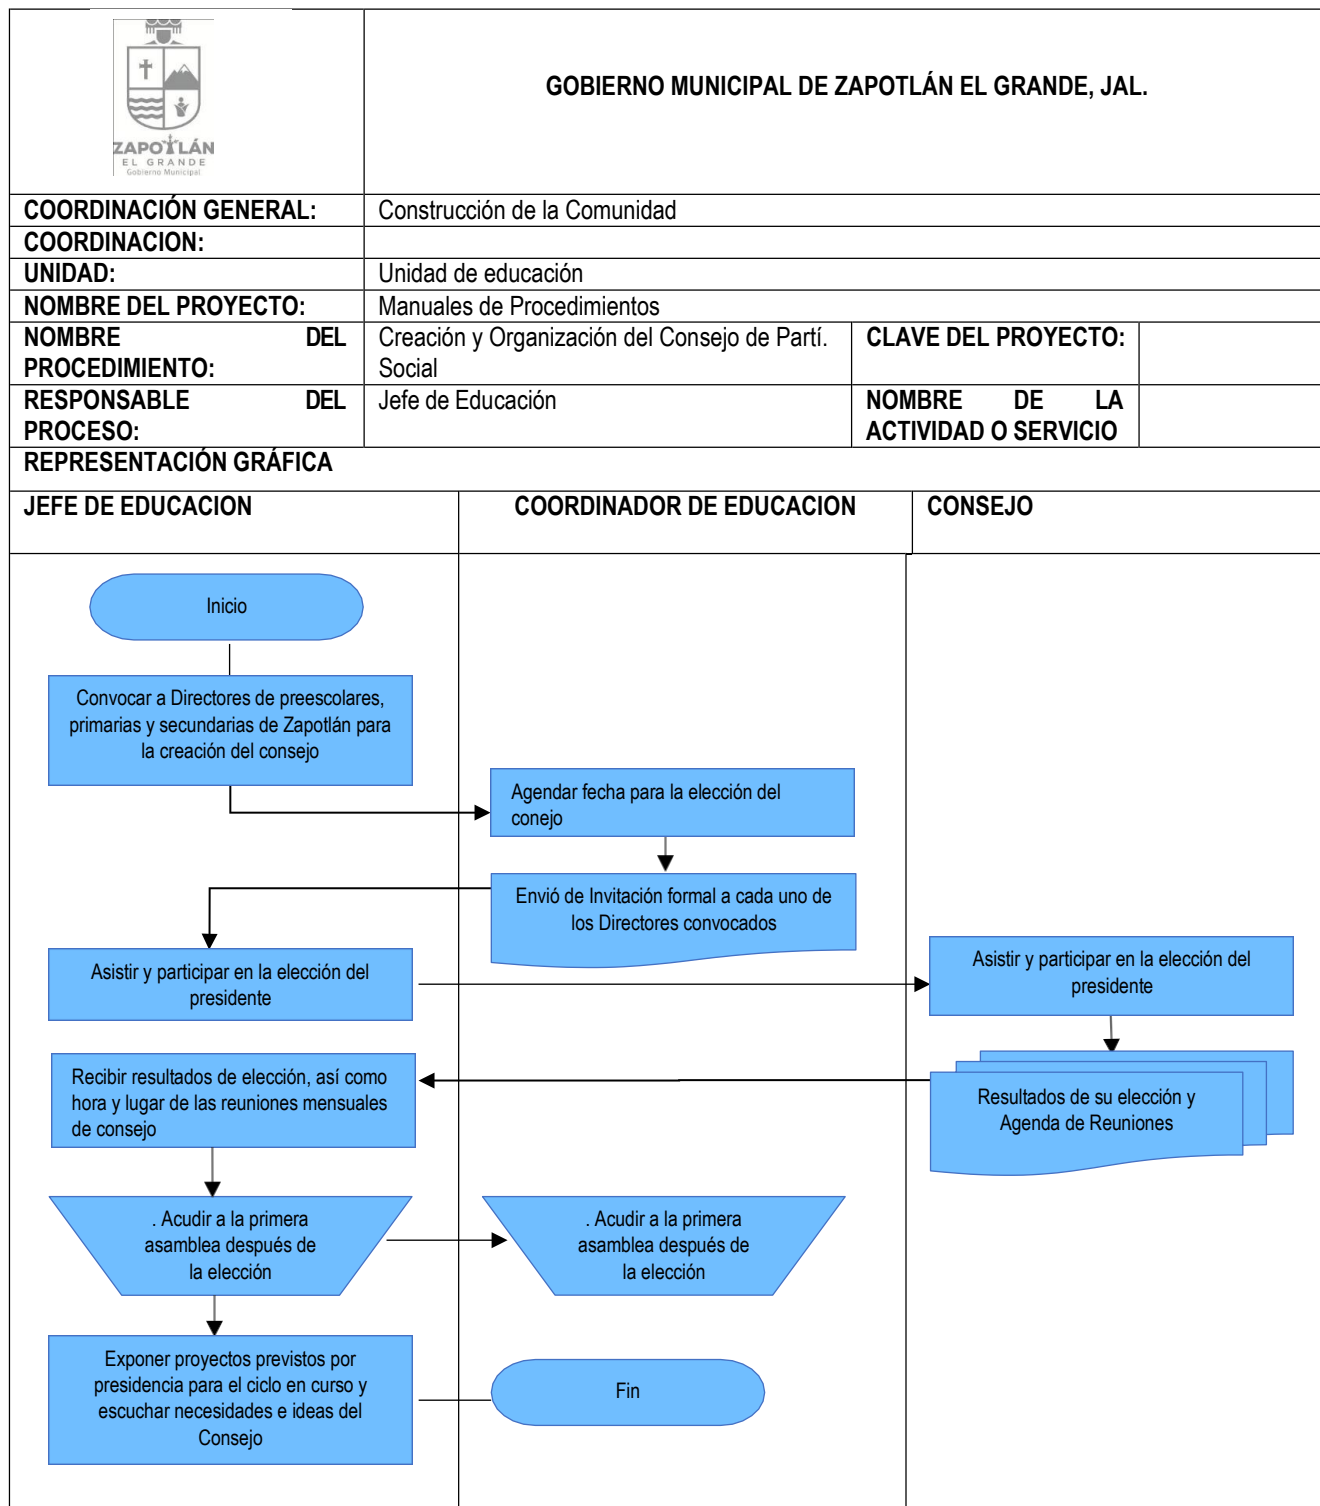 ZAPOTLÁN
EL GRANDE
Gobierno Municipal
GOBIERNO MUNICIPAL DE ZAPOTLÁN EL GRANDE, JAL.
COORDINACIÓN GENERAL:
Construcción de la Comunidad
COORDINACION:
UNIDAD:
Unidad de educación
NOMBRE DEL PROYECTO:
Manuales de Procedimientos
NOMBRE DEL
PROCEDIMIENTO:
Creación y Organización del Consejo de Partí.
Social
CLAVE DEL PROYECTO:
RESPONSABLE DEL
PROCESO:
Jefe de Educación
NOMBRE DE LA
ACTIVIDAD O SERVICIO
REPRESENTACIÓN GRÁFICA
JEFE DE EDUCACION
COORDINADOR DE EDUCACION
CONSEJO
Inicio
Convocar a Directores de preescolares,
primarias y secundarias de Zapotlán para
la creación del consejo
Agendar fecha para la elección del
conejo
Envió de Invitación formal a cada uno de
los Directores convocados
Asistir y participar en la elección del
presidente
Asistir y participar en la elección del
presidente
Resultados de su elección y
Agenda de Reuniones
Recibir resultados de elección, así como
hora y lugar de las reuniones mensuales
de consejo
. Acudir a la primera
asamblea después de
la elección
. Acudir a la primera
asamblea después de
la elección
Exponer proyectos previstos por
presidencia para el ciclo en curso y
escuchar necesidades e ideas del
Consejo
Fin